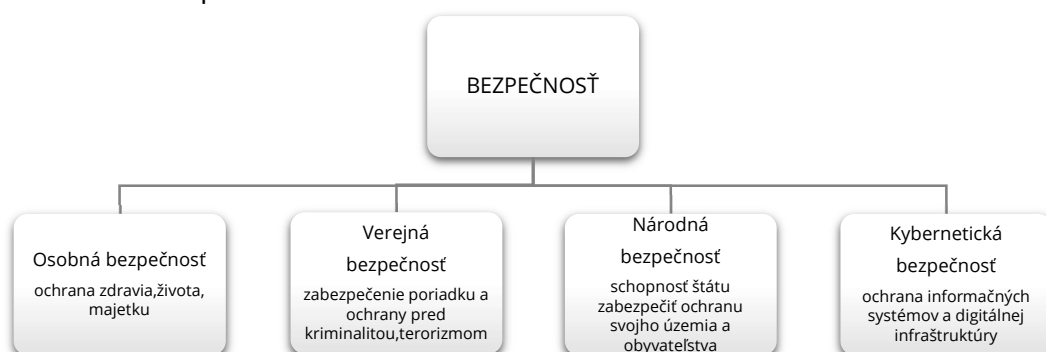 BEZPEČNOSŤ
Osobná bezpečnosť
ochrana zdravia,života,
majetku
Verejná
bezpečnosť
zabezpečenie poriadku a
ochrany pred
kriminalitou,terorizmom
Národná
bezpečnosť
schopnosť štátu
zabezpečiť ochranu
svojho územia a
obyvateľstva
Kybernetická
bezpečnosť
ochrana informačných
systémov a digitálnej
infraštruktúry